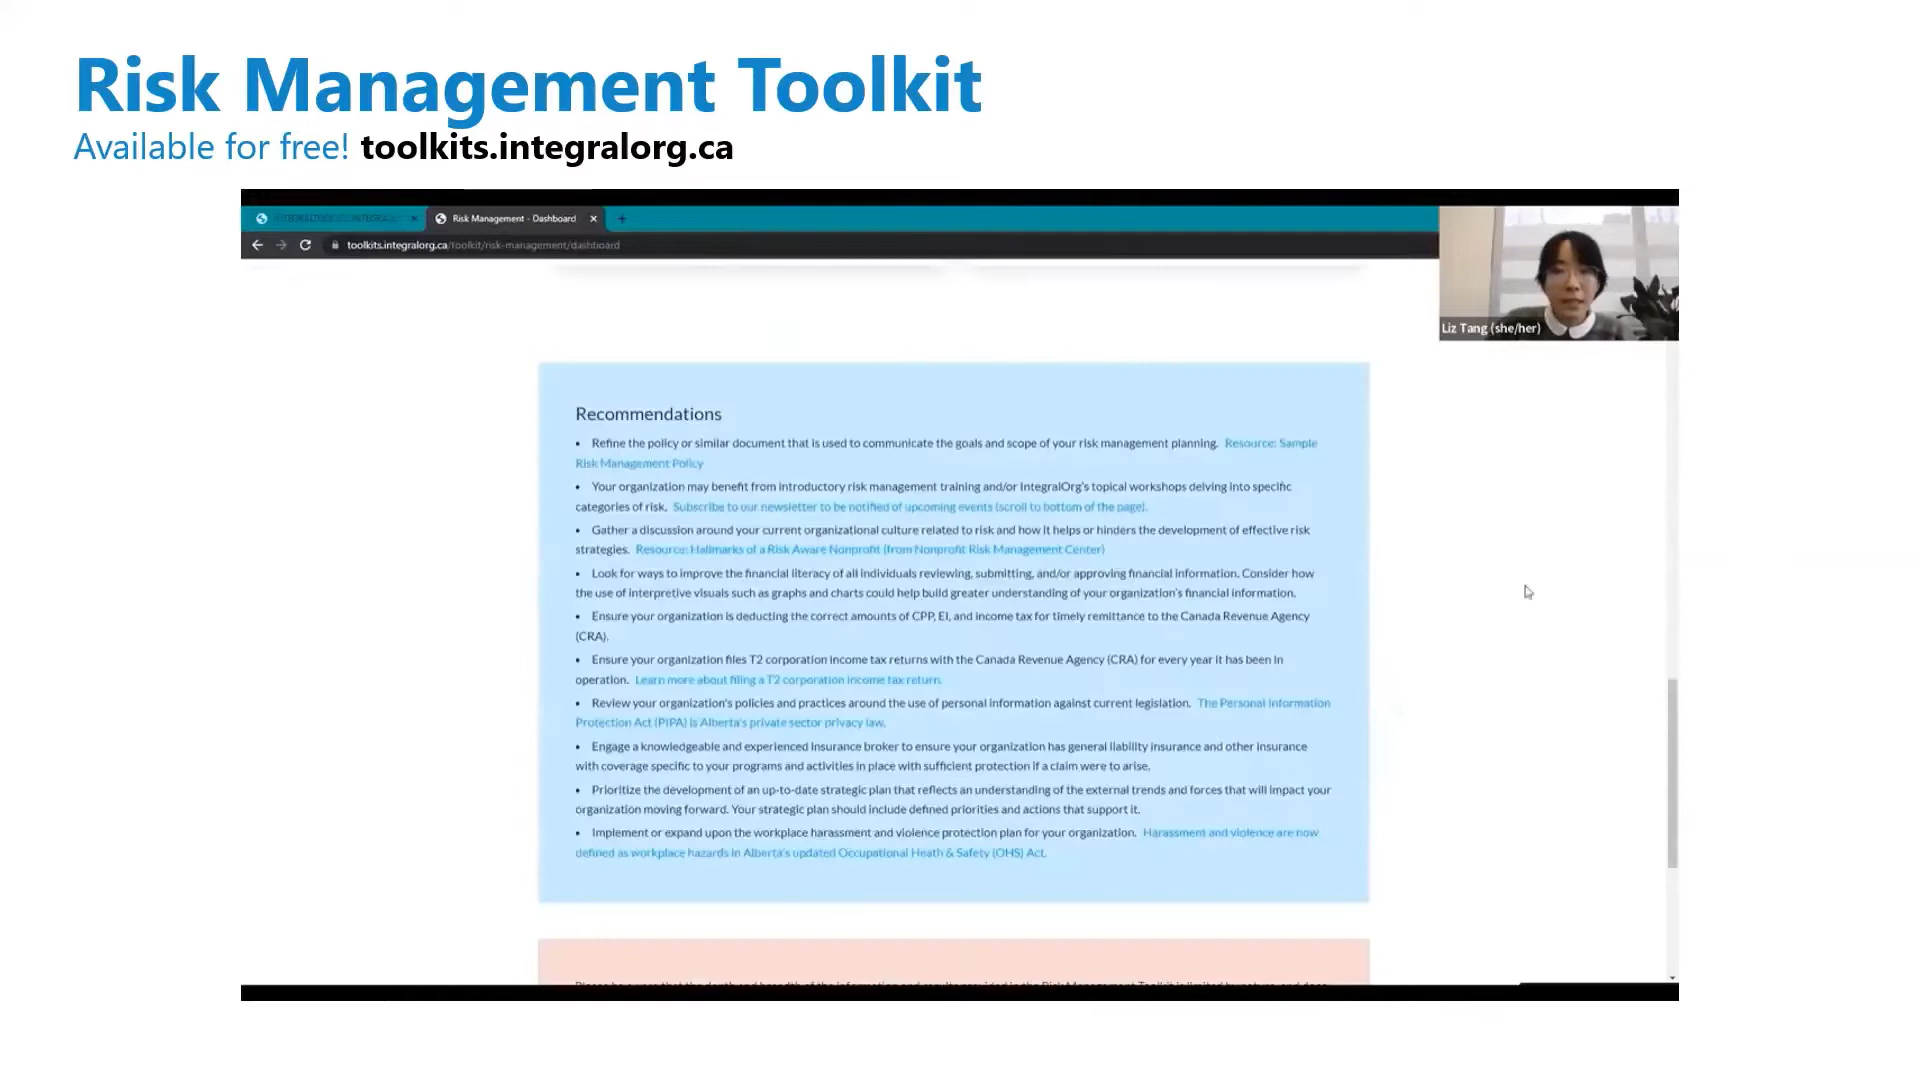 Risk Management Toolkit
Available for free! toolkits.integralorg.ca
Risk Management - Dashboard
toolkits.integralorg.ca/toolkit/risk-management/dashboard
Liz Tang (she/her)
Recommendations
• Refine the policy or similar document that is used to communicate the goals and scope of your risk management planning. Resource: Sample
Risk Management Policy
• Your organization may benefit from introductory risk management training and/or IntegralOrg's topical workshops delving into specific
categories of risk. Subscribe to our newsletter to be notified of upcoming events (scroll to bottom of the page).
• Gather a discussion around your current organizational culture related to risk and how it helps or hinders the development of effective risk
strategies. Resource: Hallmarks of a Risk Aware Nonprofit (from Nonprofit Risk Management Center)
• Look for ways to improve the financial literacy of all individuals reviewing, submitting, and/or approving financial information. Consider how
the use of interpretive visuals such as graphs and charts could help build greater understanding of your organization's financial information.
• Ensure your organization is deducting the correct amounts of CPP, EI, and income tax for timely remittance to the Canada Revenue Agency
(CRA).
• Ensure your organization files T2 corporation income tax returns with the Canada Revenue Agency (CRA) for every year it has been in
operation. Learn more about filing a T2 corporation income tax return.
• Review your organization's policies and practices around the use of personal information against current legislation. The Personal Information
Protection Act (PIPA) is Alberta's private sector privacy law.
• Engage a knowledgeable and experienced insurance broker to ensure your organization has general liability insurance and other insurance
with coverage specific to your programs and activities in place with sufficient protection if a claim were to arise.
• Prioritize the development of an up-to-date strategic plan that reflects an understanding of the external trends and forces that will impact your
organization moving forward. Your strategic plan should include defined priorities and actions that support it.
• Implement or expand upon the workplace harassment and violence protection plan for your organization. Harassment and violence are now
defined as workplace hazards in Alberta's updated Occupational Heath & Safety (OHS) Act.